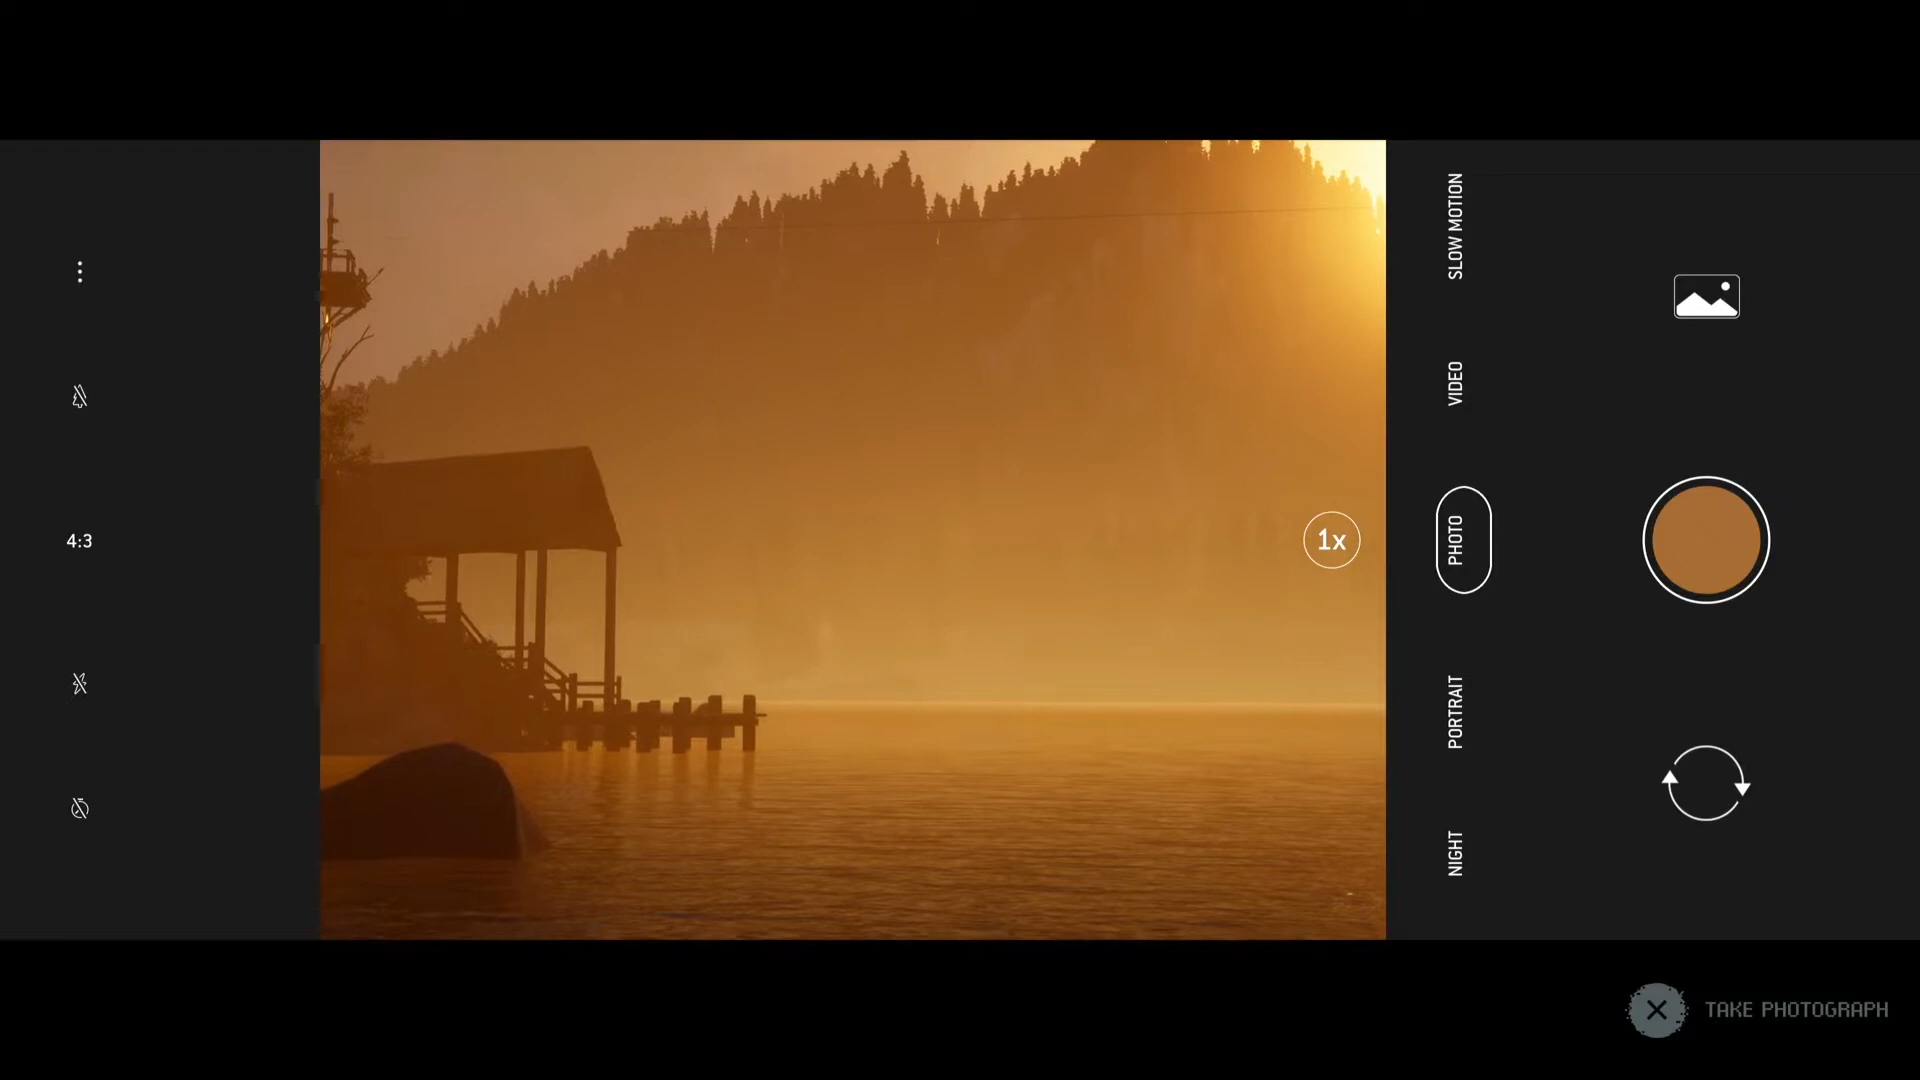 4:3
1x
SLOW MOTION
VIDEO
PHOTO
PORTRAIT
NIGHT
TAKE PHOTOGRAPH